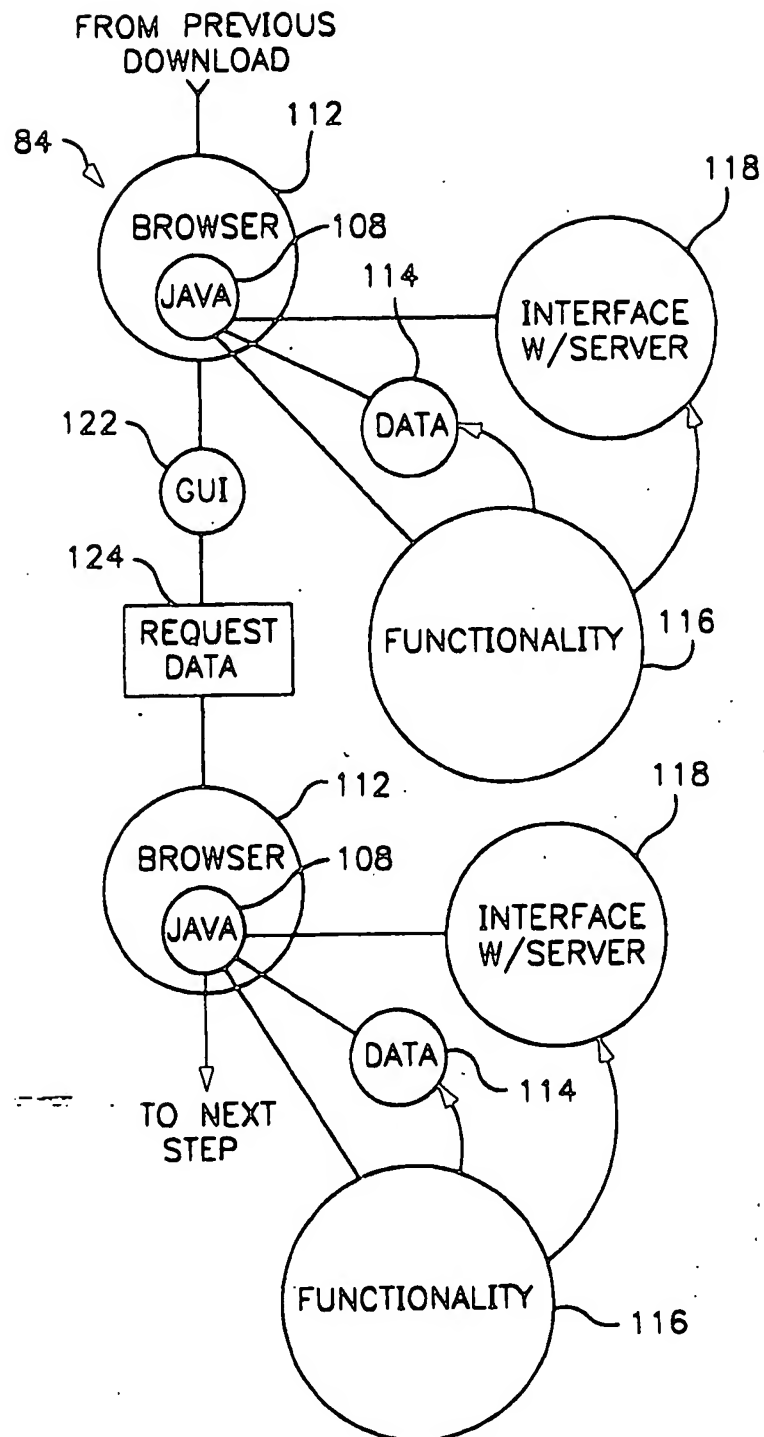 FROM PREVIOUS
DOWNLOAD
84
112
118
BROWSER
108
114
JAVA
INTERFACE
W/SERVER
DATA
122
GUI
124
REQUEST
DATA
FUNCTIONALITY
116
112
118
BROWSER
108
JAVA
INTERFACE
W/SERVER
DATA
114
TO NEXT
STEP
FUNCTIONALITY
116